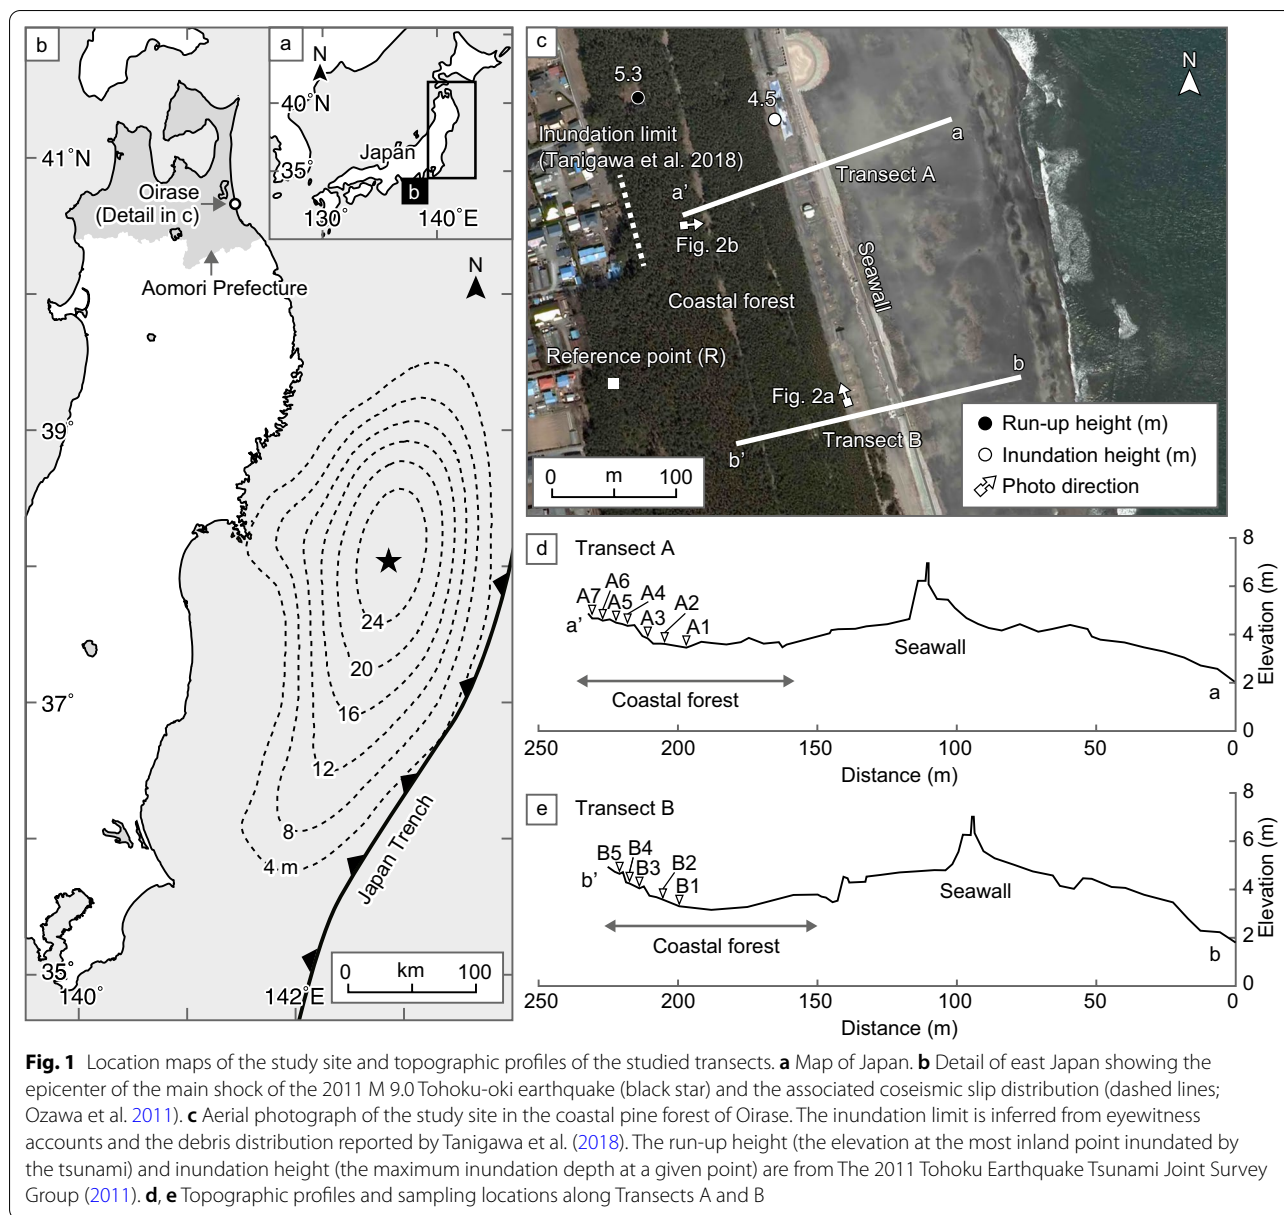 b
41°N
Oirase
(Detail in c)
Aomori Prefecture
N
39°
37°
35°
140°
142°E
24
20
16
12
8
4 m
Japan Trench
0 km 100
a
N
40°N
35°
Japan
b
130°
140°E
c
5.3
4.5
N
Inundation limit
(Tanigawa et al. 2018)
a
Transect A
a’
Fig. 2b
Seawall
Coastal forest
Reference point (R)
b
Fig. 2a
Transect B
b’
0 m 100
Run-up height (m)
Inundation height (m)
Photo direction
d
Transect A
A7
A6
A5
A4
A3
A2
A1
a’
Seawall
a
Coastal forest
8
6
4
2
0
Elevation (m)
250 200 150 100 50 0
Distance (m)
e
Transect B
B5
B4
B3
B2
B1
b’
Seawall
b
Coastal forest
8
6
4
2
0
Elevation (m)
250 200 150 100 50 0
Distance (m)
Fig. 1 Location maps of the study site and topographic profiles of the studied transects. a Map of Japan. b Detail of east Japan showing the
epicenter of the main shock of the 2011 M 9.0 Tohoku-oki earthquake (black star) and the associated coseismic slip distribution (dashed lines;
Ozawa et al. 2011). c Aerial photograph of the study site in the coastal pine forest of Oirase. The inundation limit is inferred from eyewitness
accounts and the debris distribution reported by Tanigawa et al. (2018). The run-up height (the elevation at the most inland point inundated by
the tsunami) and inundation height (the maximum inundation depth at a given point) are from The 2011 Tohoku Earthquake Tsunami Joint Survey
Group (2011). d, e Topographic profiles and sampling locations along Transects A and B